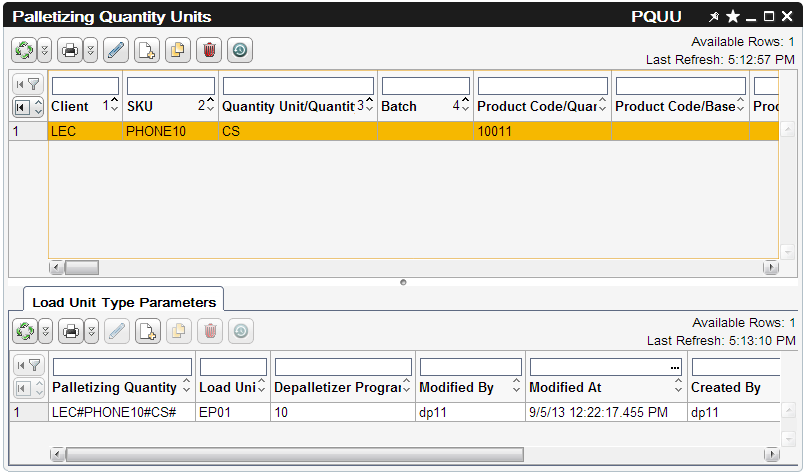 Palletizing Quantity Units PQUU
Available Rows: 1
Last Refresh: 5:12:57 PM
Client 1 SKU 2 Quantity Unit/Quantit 3 Batch 4 Product Code/Quan Product Code/Base Prod
1 LEC PHONE10 CS 10011
Load Unit Type Parameters
Available Rows: 1
Last Refresh: 5:13:10 PM
Palletizing Quantity Load Uni Depalletizer Progran Modified By Modified At ... Created By
1 LEC#PHONE10#CS# EP01 10 dp11 9/5/13 12:22:17.455 PM dp11